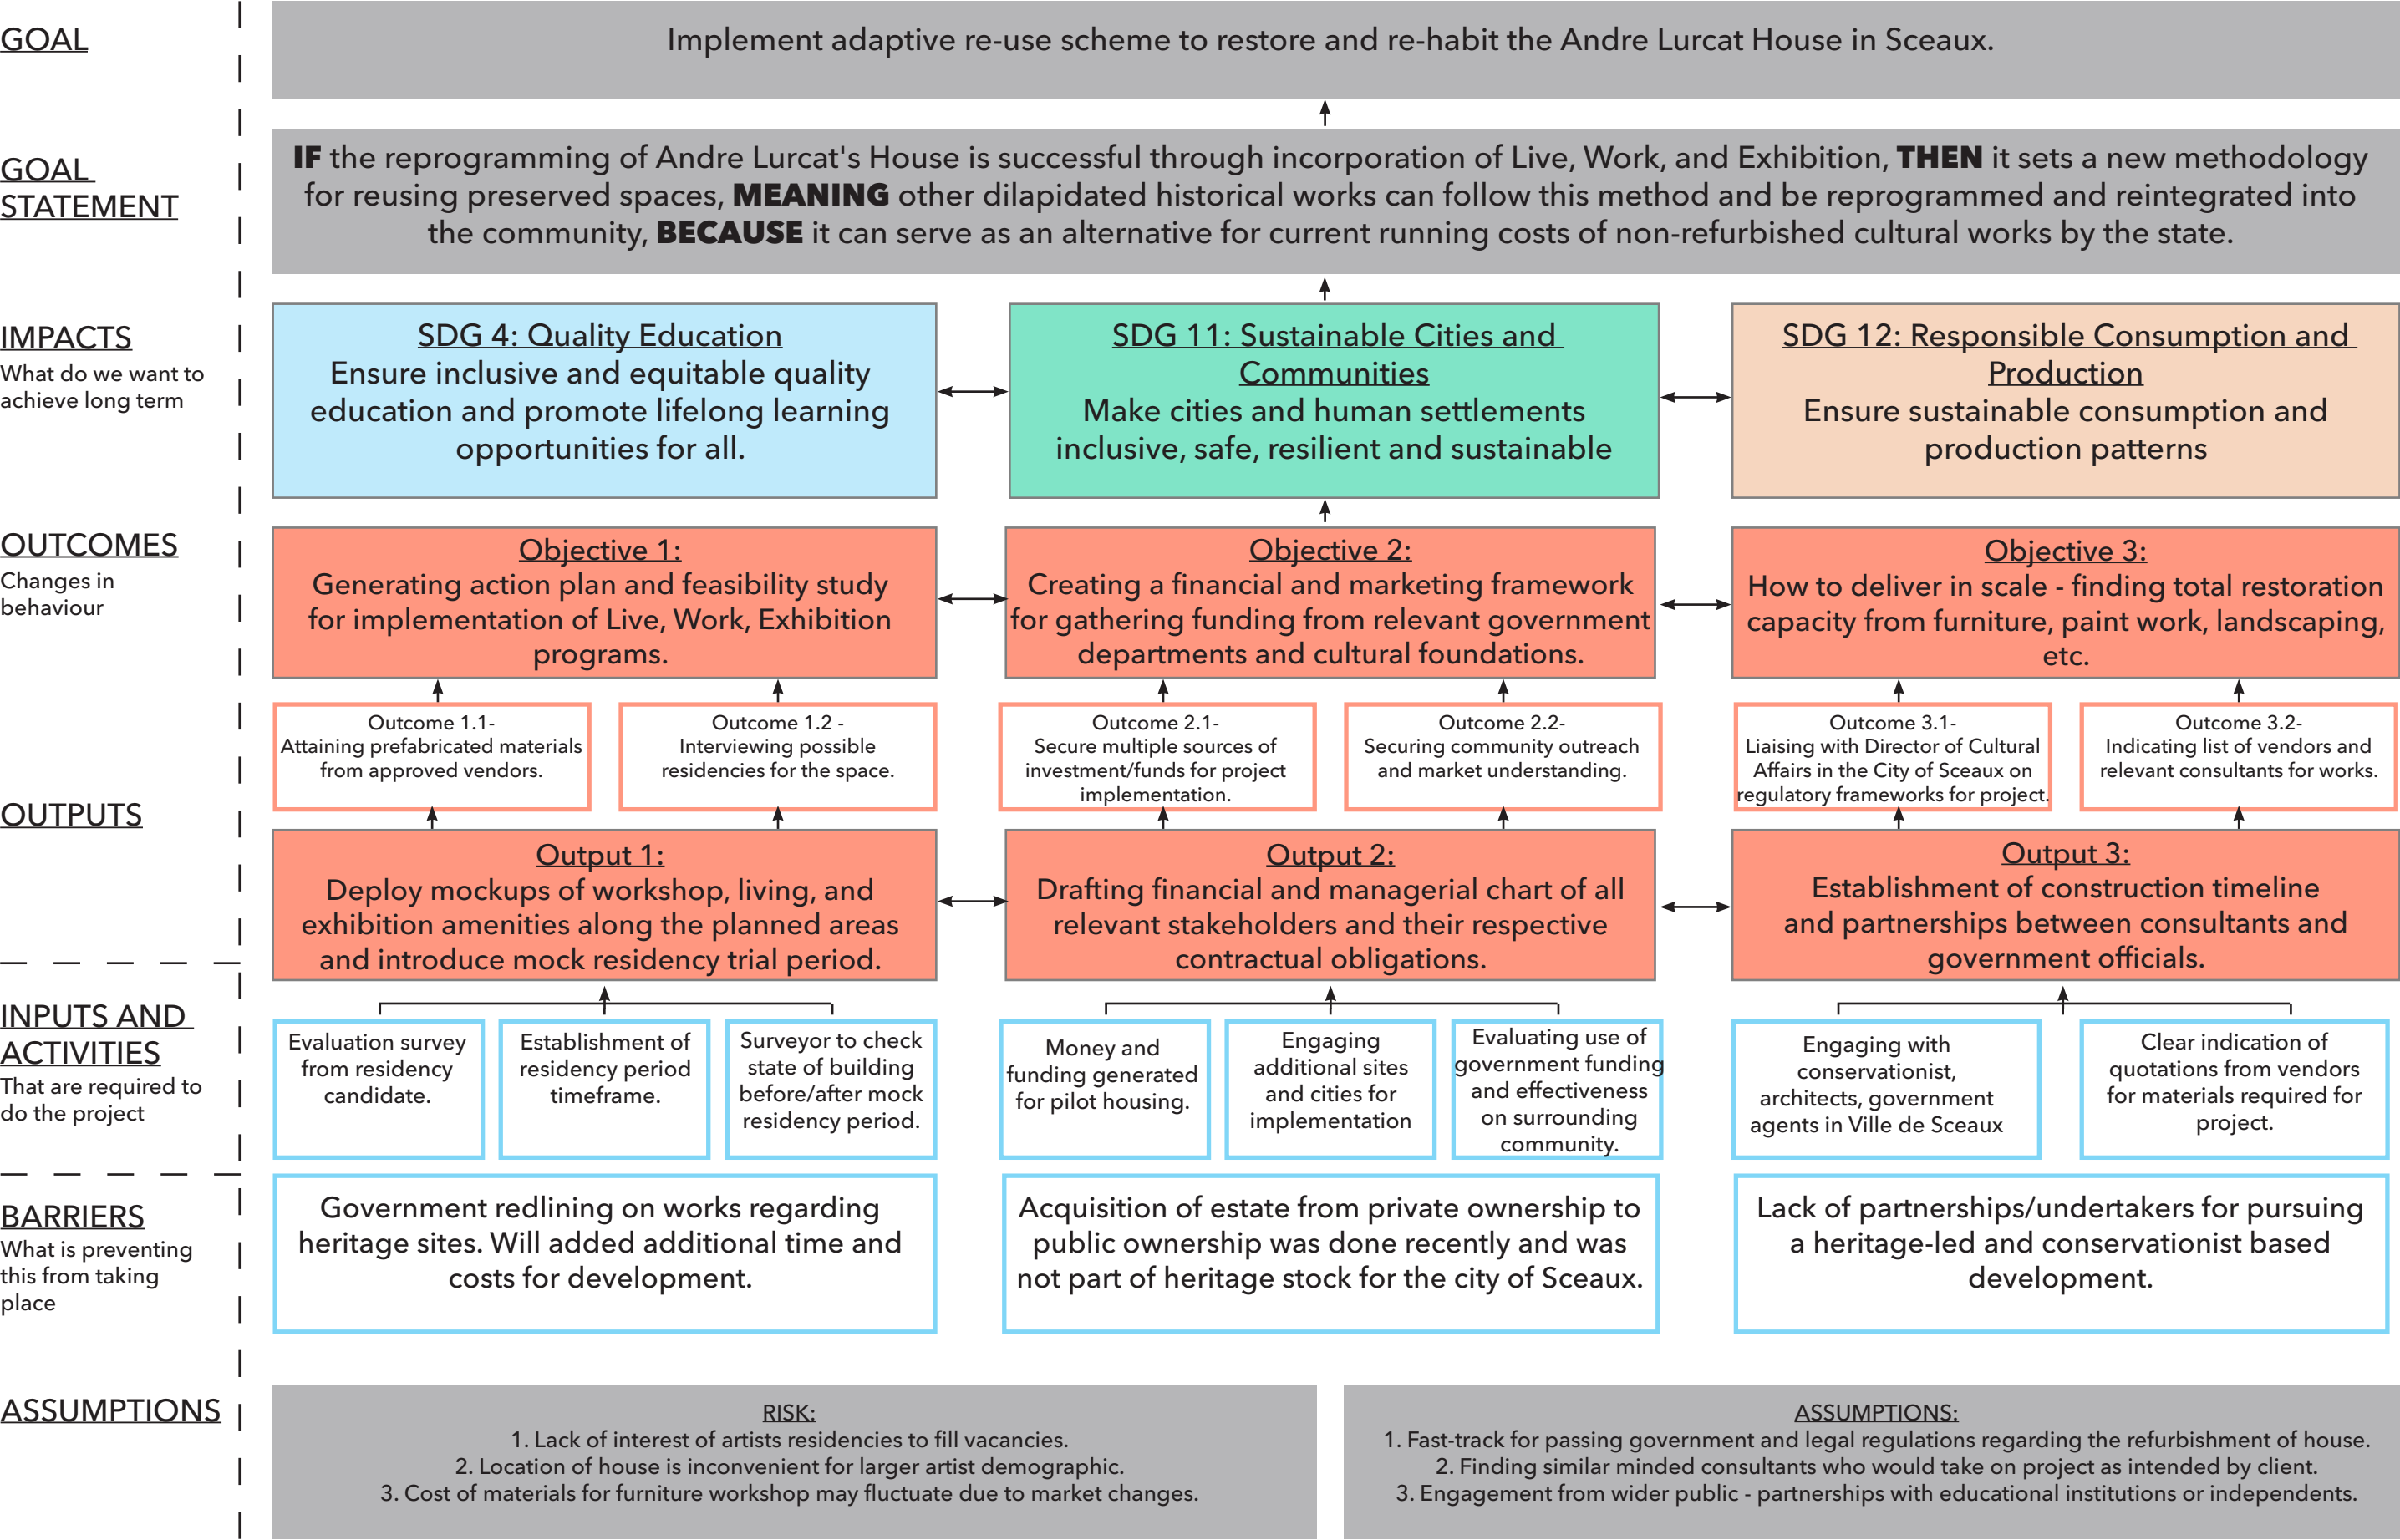 GOAL
Implement adaptive re-use scheme to restore and re-habit the Andre Lurcat House in Sceaux.
GOAL
STATEMENT
IF the reprogramming of Andre Lurcat's House is successful through incorporation of Live, Work, and Exhibition, THEN it sets a new methodology
for reusing preserved spaces, MEANING other dilapidated historical works can follow this method and be reprogrammed and reintegrated into
the community, BECAUSE it can serve as an alternative for current running costs of non-refurbished cultural works by the state.
IMPACTS
What do we want to
achieve long term
SDG 4: Quality Education
Ensure inclusive and equitable quality
education and promote lifelong learning
opportunities for all.
SDG 11: Sustainable Cities and
Communities
Make cities and human settlements
inclusive, safe, resilient and sustainable
SDG 12: Responsible Consumption and
Production
Ensure sustainable consumption and
production patterns
OUTCOMES
Changes in
behaviour
Objective 1:
Generating action plan and feasibility study
for implementation of Live, Work, Exhibition
programs.
Objective 2:
Creating a financial and marketing framework
for gathering funding from relevant government
departments and cultural foundations.
Objective 3:
How to deliver in scale - finding total restoration
capacity from furniture, paint work, landscaping,
etc.
Outcome 1.1-
Attaining prefabricated materials
from approved vendors.
Outcome 1.2 -
Interviewing possible
residencies for the space.
Outcome 2.1-
Secure multiple sources of
investment/funds for project
implementation.
Outcome 2.2-
Securing community outreach
and market understanding.
Outcome 3.1-
Liaising with Director of Cultural
Affairs in the City of Sceaux on
regulatory frameworks for project.
Outcome 3.2-
Indicating list of vendors and
relevant consultants for works.
OUTPUTS
Output 1:
Deploy mockups of workshop, living, and
exhibition amenities along the planned areas
and introduce mock residency trial period.
Output 2:
Drafting financial and managerial chart of all
relevant stakeholders and their respective
contractual obligations.
Output 3:
Establishment of construction timeline
and partnerships between consultants and
government officials.
INPUTS AND
ACTIVITIES
That are required to
do the project
Evaluation survey
from residency
candidate.
Establishment of
residency period
timeframe.
Surveyor to check
state of building
before/after mock
residency period.
Money and
funding generated
for pilot housing.
Engaging
additional sites
and cities for
implementation
Evaluating use of
government funding
and effectiveness
on surrounding
community.
Engaging with
conservationist,
architects, government
agents in Ville de Sceaux
Clear indication of
quotations from vendors
for materials required for
project.
BARRIERS
What is preventing
this from taking
place
Government redlining on works regarding
heritage sites. Will added additional time and
costs for development.
Acquisition of estate from private ownership to
public ownership was done recently and was
not part of heritage stock for the city of Sceaux.
Lack of partnerships/undertakers for pursuing
a heritage-led and conservationist based
development.
ASSUMPTIONS
RISK:
1. Lack of interest of artists residencies to fill vacancies.
2. Location of house is inconvenient for larger artist demographic.
3. Cost of materials for furniture workshop may fluctuate due to market changes.
ASSUMPTIONS:
1. Fast-track for passing government and legal regulations regarding the refurbishment of house.
2. Finding similar minded consultants who would take on project as intended by client.
3. Engagement from wider public - partnerships with educational institutions or independents.